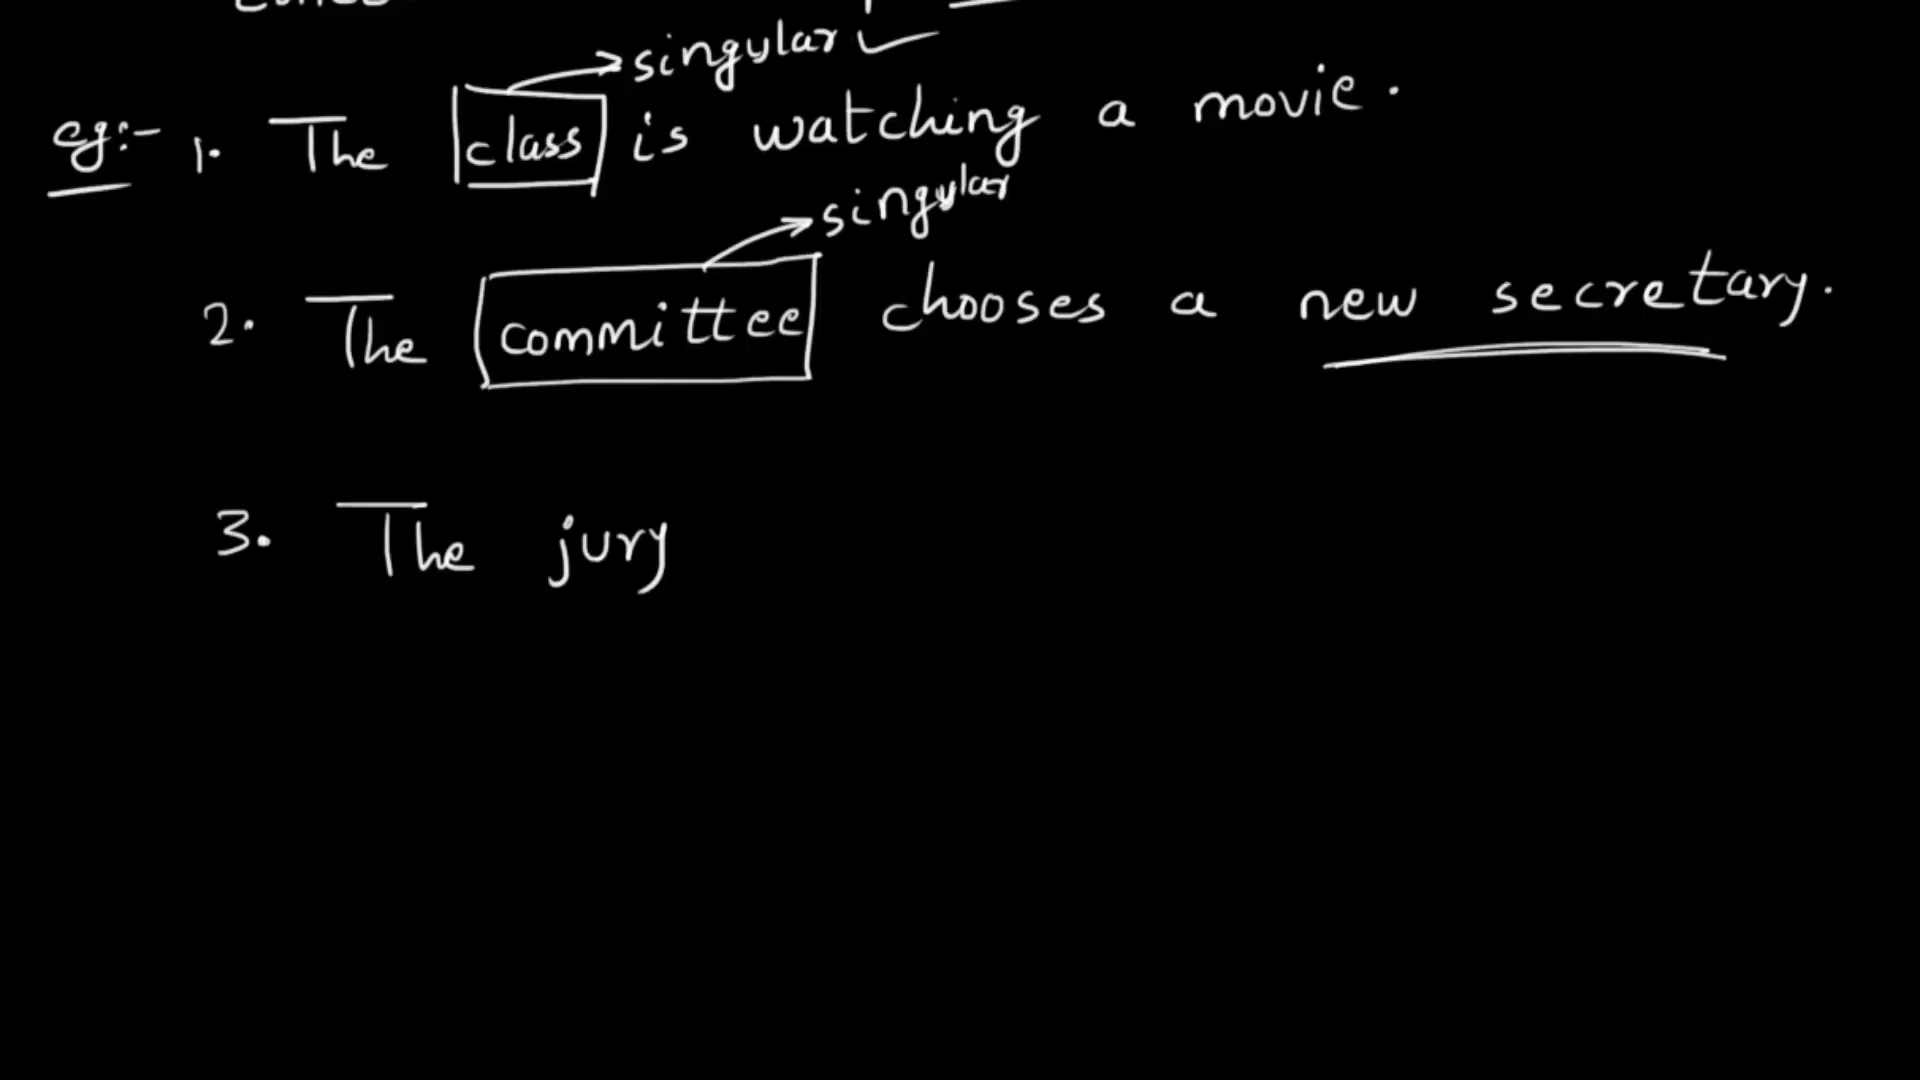 singular
eg:- 1. The class is watching a movie.
singular
2. The committee chooses a new secretary.
3. The jury